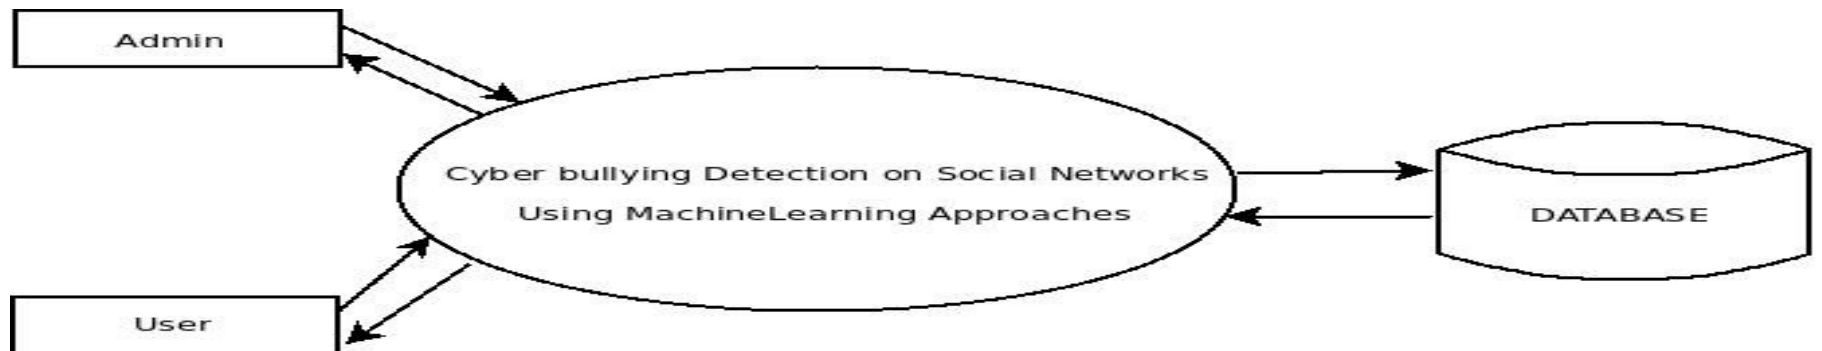 Admin
Cyber bullying Detection on Social Networks
Using MachineLearning Approaches
DATABASE
User